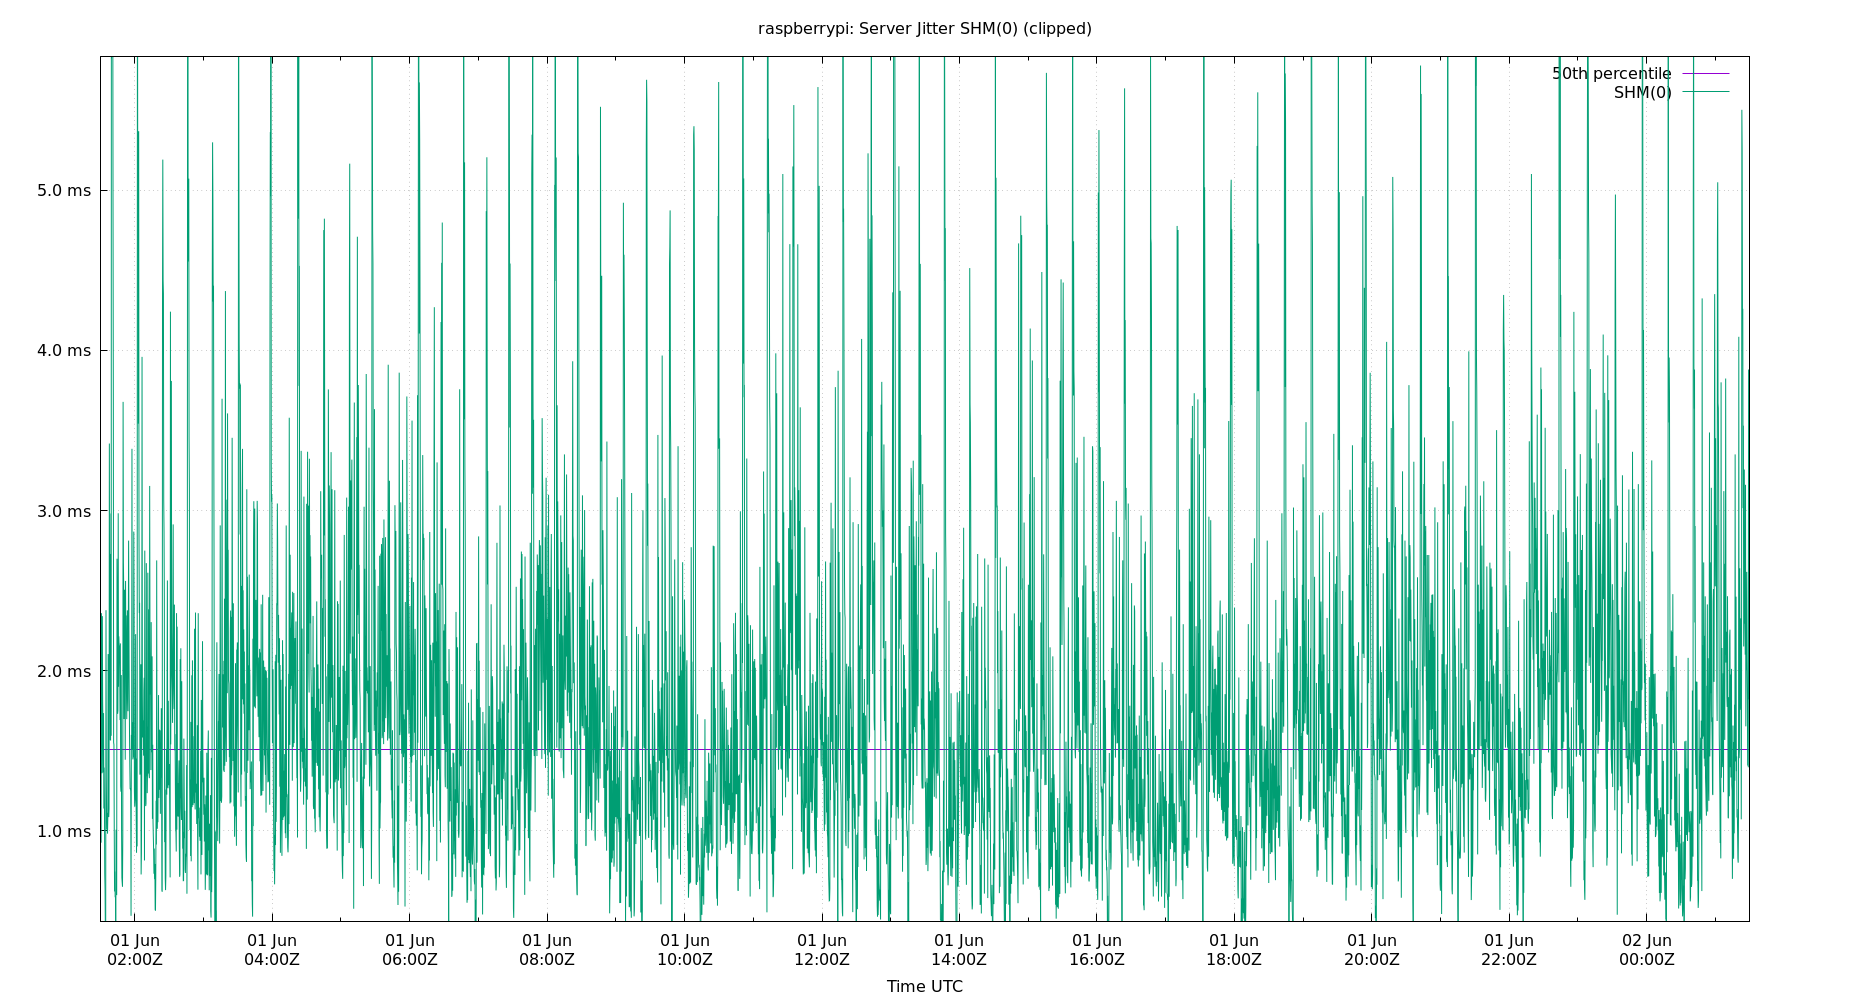 raspberrypi: Server Jitter SHM(0) (clipped)
50th percentile
SHM(0)
5.0 ms
4.0 ms
3.0 ms
2.0 ms
1.0 ms
01 Jun 01 Jun 01 Jun 01 Jun 01 Jun 01 Jun 01 Jun 01 Jun 01 Jun 01 Jun 01 Jun 02 Jun
02:00Z 04:00Z 06:00Z 08:00Z 10:00Z 12:00Z 14:00Z 16:00Z 18:00Z 20:00Z 22:00Z 00:00Z
Time UTC